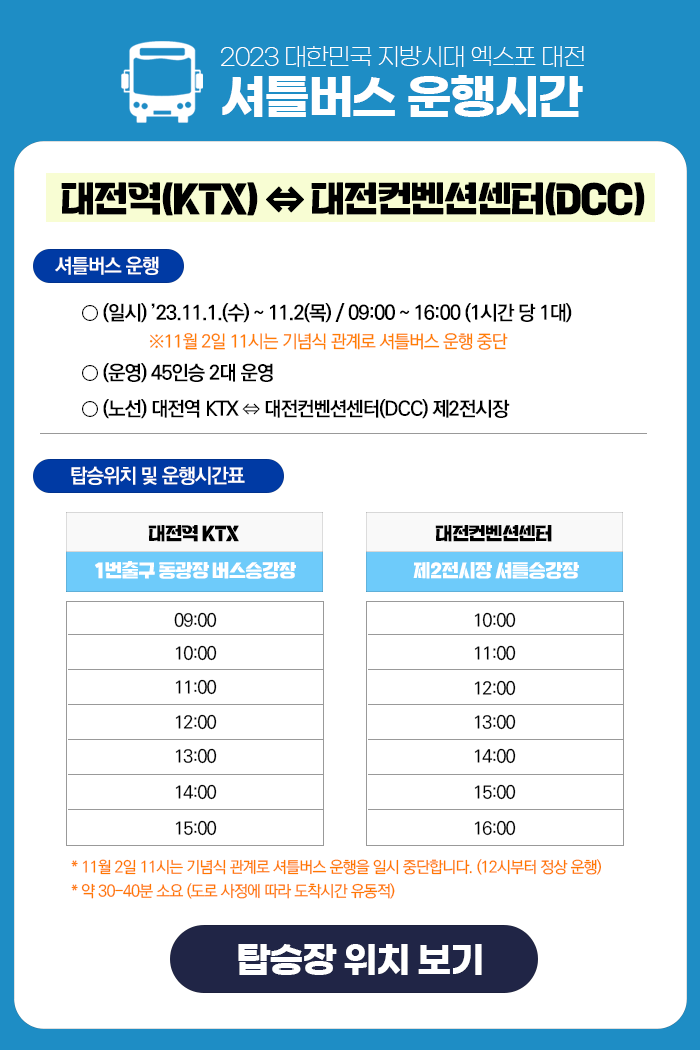 2023 대한민국 지방시대 엑스포 대전
셔틀버스 운행시간
대전역(KTX) ⇔ 대전컨벤션센터(DCC)
셔틀버스 운행
○ (일시) ’23.11.1.(수) ~ 11.2(목) / 09:00 ~ 16:00 (1시간 당 1대)
※11월 2일 11시는 기념식 관계로 셔틀버스 운행 중단
○ (운영) 45인승 2대 운영
○ (노선) 대전역 KTX ⇔ 대전컨벤션센터(DCC) 제2전시장
탑승위치 및 운행시간표
대전역 KTX 대전컨벤션센터
1번출구 동광장 버스승강장 제2전시장 셔틀승강장
09:00 10:00
10:00 11:00
11:00 12:00
12:00 13:00
13:00 14:00
14:00 15:00
15:00 16:00
* 11월 2일 11시는 기념식 관계로 셔틀버스 운행을 일시 중단합니다. (12시부터 정상 운행)
* 약 30-40분 소요 (도로 사정에 따라 도착시간 유동적)
탑승장 위치 보기